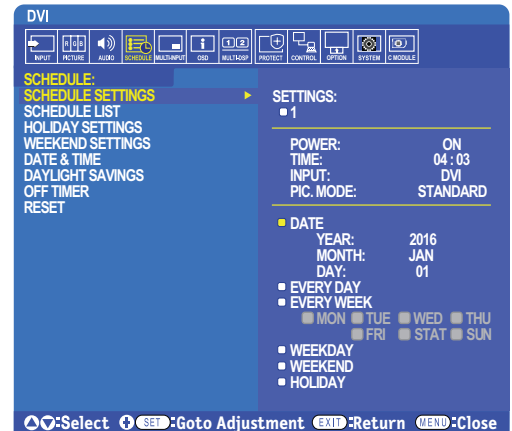 DVI
INPUT PICTURE AUDIO SCHEDULE MULTI-INPUT OSD MULTI-DSP PROTECT CONTROL OPTION SYSTEM C MODULE
R G B
i
1 2
SCHEDULE:
SCHEDULE SETTINGS
SCHEDULE LIST
HOLIDAY SETTINGS
WEEKEND SETTINGS
DATE & TIME
DAYLIGHT SAVINGS
OFF TIMER
RESET
SETTINGS:
1
POWER: ON
TIME: 04 : 03
INPUT: DVI
PIC. MODE: STANDARD
DATE
YEAR: 2016
MONTH: JAN
DAY: 01
EVERY DAY
EVERY WEEK
MON TUE WED THU
FRI STAT SUN
WEEKDAY
WEEKEND
HOLIDAY
:Select SET :Goto Adjustment EXIT :Return MENU :Close